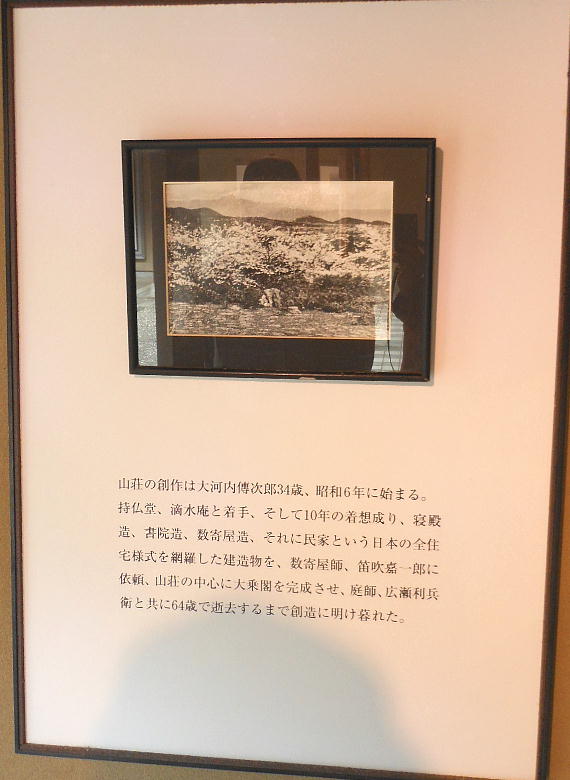 山荘の創作は大河内傳次郎34歳、昭和6年に始まる。
持仏堂、滴水庵と着手、そして10年の着想成り、寝殿
造、書院造、数寄屋造、それに民家という日本の全住
宅様式を網羅した建造物を、数寄屋師、笛吹嘉一郎に
依頼、山荘の中心に大乗閣を完成させ、庭師、広瀬利兵
衛と共に64歳で逝去するまで創造に明け暮れた。